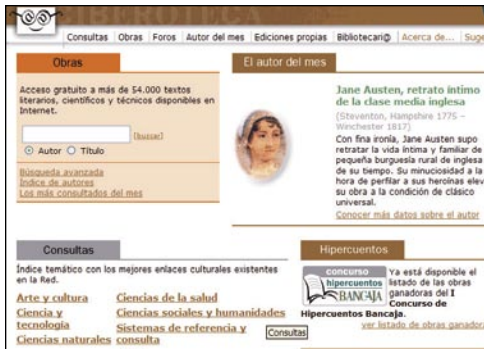 CIBEROTECA
Consultas Obras Foros Autor del mes Ediciones propias Bibliotecari@ Acerca de... Suge
Obras
Acceso gratuito a más de 54.000 textos
literarios, científicos y técnicos disponibles en
Internet.
[buscar]
Autor Título
Búsqueda avanzada
Índice de autores
Los más consultados del mes
El autor del mes
Jane Austen, retrato íntimo
de la clase media inglesa
(Steventon, Hampshire 1775 –
Winchester 1817)
Con fina ironía, Jane Austen supo
retratar la vida íntima y familiar de
pequeña burguesía rural de inglesa
de su tiempo. Su minuciosidad a la
hora de perfilar a sus heroínas elev
su obra a la condición de clásico
universal.
Conocer más datos sobre el autor
Consultas
Índice temático con los mejores enlaces culturales existentes
en la Red.
Arte y cultura
Ciencia y
tecnología
Ciencias naturales
Ciencias de la salud
Ciencias sociales y humanidades
Sistemas de referencia y
consulta
Consultas
Hipercuentos
concurso
hipercuentos
BANCAJA
Ya está disponible el
listado de las obras
ganadoras del I
Concurso de
Hipercuentos Bancaja.
ver listado de obras ganadora